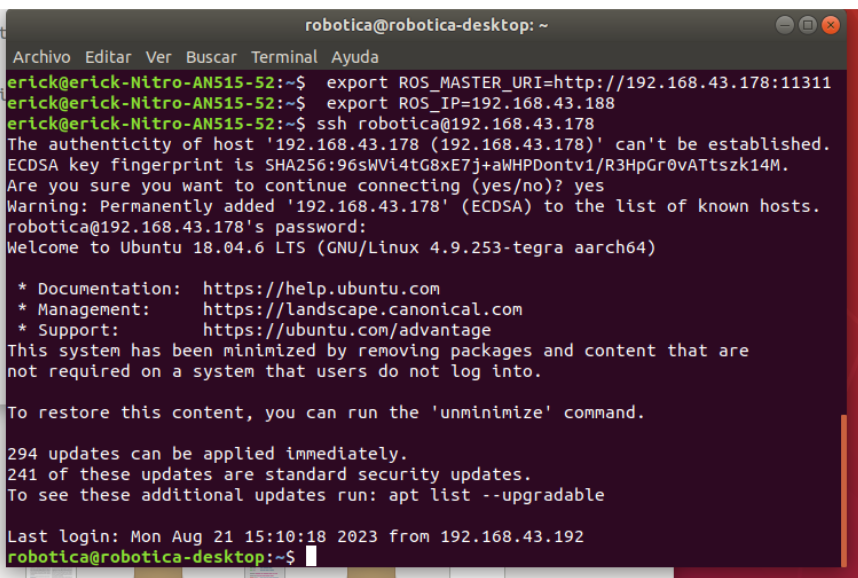 robotica@robotica-desktop: ~
Archivo Editar Ver Buscar Terminal Ayuda
erick@erick-Nitro-AN515-52:~$  export ROS_MASTER_URI=http://192.168.43.178:11311
erick@erick-Nitro-AN515-52:~$  export ROS_IP=192.168.43.188
erick@erick-Nitro-AN515-52:~$ ssh robotica@192.168.43.178
The authenticity of host '192.168.43.178 (192.168.43.178)' can't be established.
ECDSA key fingerprint is SHA256:96sWVi4tG8xE7j+aWHPDontv1/R3HpGr0vATtszk14M.
Are you sure you want to continue connecting (yes/no)? yes
Warning: Permanently added '192.168.43.178' (ECDSA) to the list of known hosts.
robotica@192.168.43.178's password:
Welcome to Ubuntu 18.04.6 LTS (GNU/Linux 4.9.253-tegra aarch64)

 * Documentation:  https://help.ubuntu.com
 * Management:     https://landscape.canonical.com
 * Support:        https://ubuntu.com/advantage
This system has been minimized by removing packages and content that are
not required on a system that users do not log into.

To restore this content, you can run the 'unminimize' command.

294 updates can be applied immediately.
241 of these updates are standard security updates.
To see these additional updates run: apt list --upgradable

Last login: Mon Aug 21 15:10:18 2023 from 192.168.43.192
robotica@robotica-desktop:~$